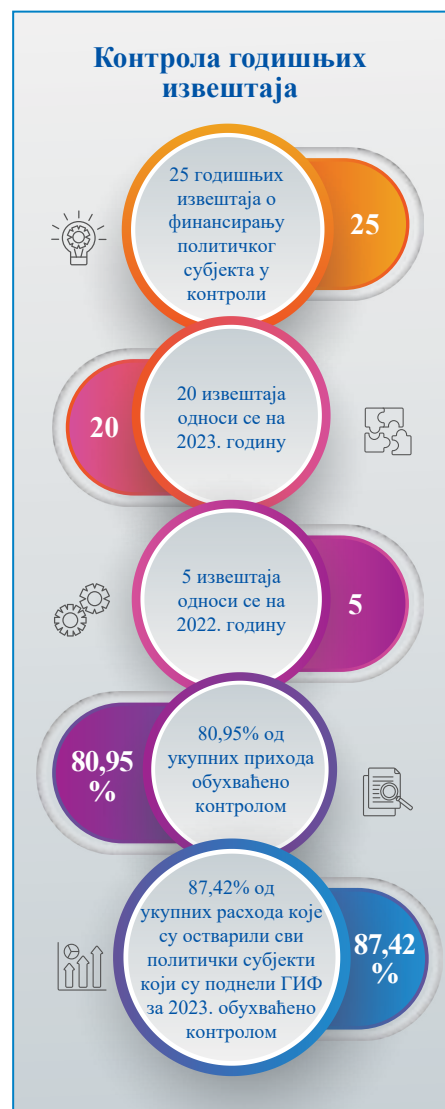 Контрола годишњих
извештаја
25 годишњих
извештаја о
финансирању
политичког
субјекта у
контроли
25
20
20 извештаја
односи се на
2023. годину
5 извештаја
односи се на
2022. годину
5
80,95
%
80,95% од
укупних прихода
обухваћено
контролом
87,42% од
укупних расхода које
су остварили сви
политички субјекти
који су поднели ГИФ
за 2023. обухваћено
контролом
87,42
%